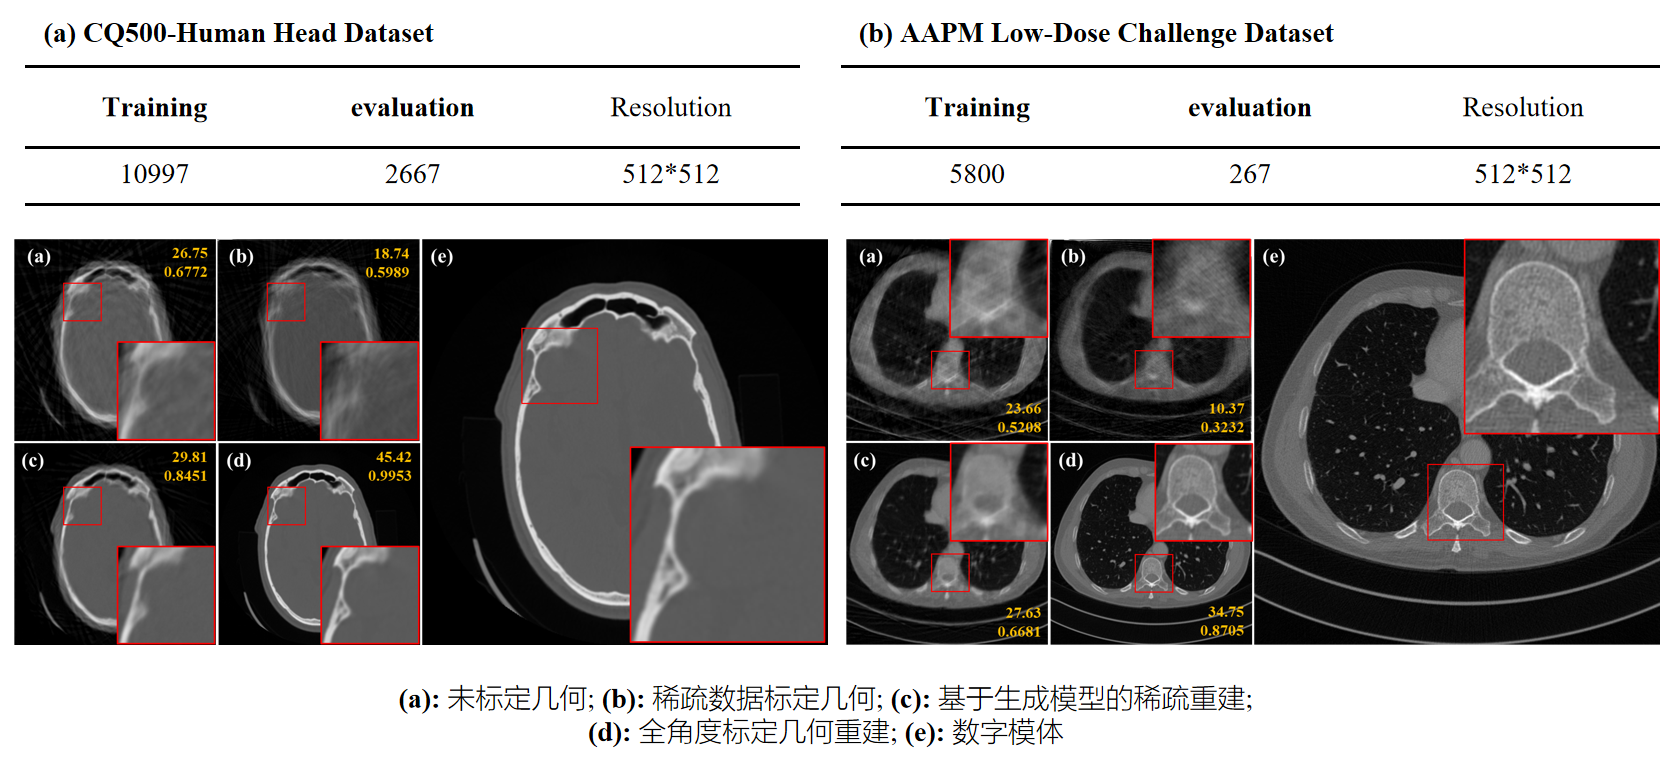 (a) CQ500-Human Head Dataset
Training evaluation Resolution
10997 2667 512*512
(b) AAPM Low-Dose Challenge Dataset
Training evaluation Resolution
5800 267 512*512
(a)
26.75
0.6772
(b)
18.74
0.5989
(e)
(c)
29.81
0.8451
(d)
45.42
0.9953
(a)
23.66
0.5208
(b)
10.37
0.3232
(e)
(c)
27.63
0.6681
(d)
34.75
0.8705
(a): 未标定几何; (b): 稀疏数据标定几何; (c): 基于生成模型的稀疏重建;
(d): 全角度标定几何重建; (e): 数字模体